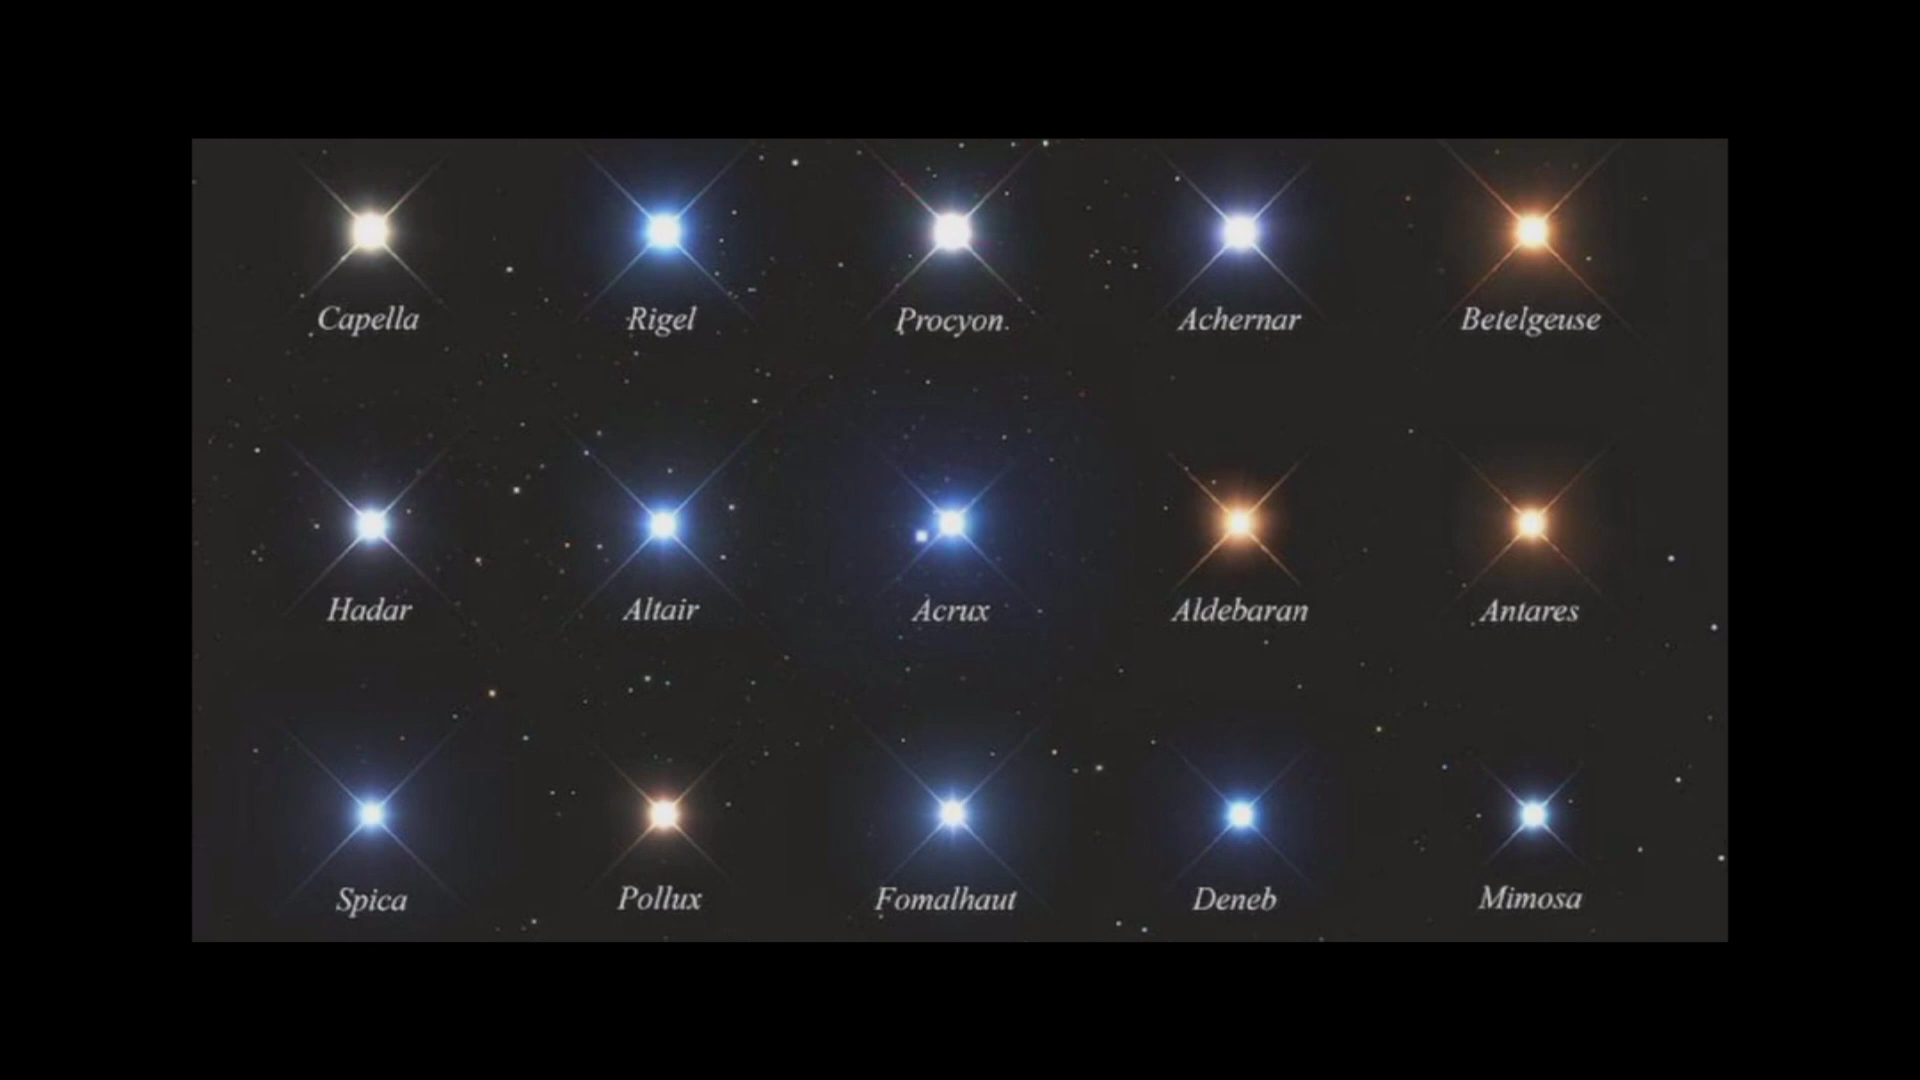 Capella Rigel Procyon Achernar Betelgeuse
Hadar Altair Acrux Aldebaran Antares
Spica Pollux Fomalhaut Deneb Mimosa